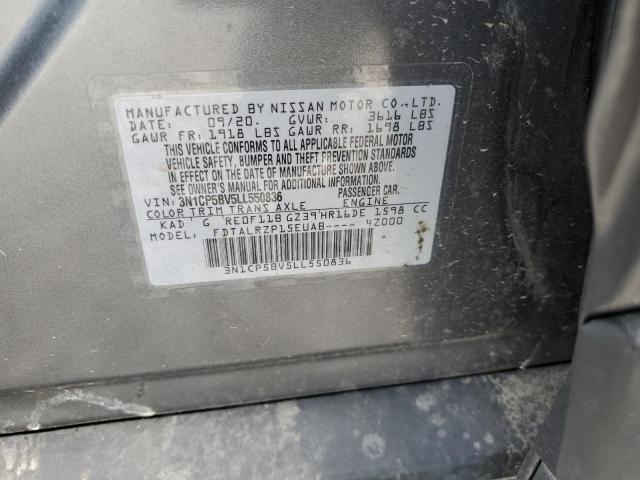 MANUFACTURED BY NISSAN MOTOR CO.,LTD.
DATE: 09/20. GVWR: 3616 LBS
GAWR FR: 1918 LBS GAWR RR: 1698 LBS
THIS VEHICLE CONFORMS TO ALL APPLICABLE FEDERAL MOTOR
VEHICLE SAFETY, BUMPER AND THEFT PREVENTION STANDARDS
IN EFFECT ON THE DATE OF MANUFACTURE SHOWN ABOVE.
SEE OWNER'S MANUAL FOR ADDITIONAL INFORMATION.
VIN: 3N1CP5BV5LL550836 PASSENGER CAR.
COLOR TRIM TRANS AXLE ENGINE
KAD G RE0F11B GZ39 HR16DE 1598 CC
MODEL: FDTALRZP15EUAB---- 4Z000
3N1CP5BV5LL550836